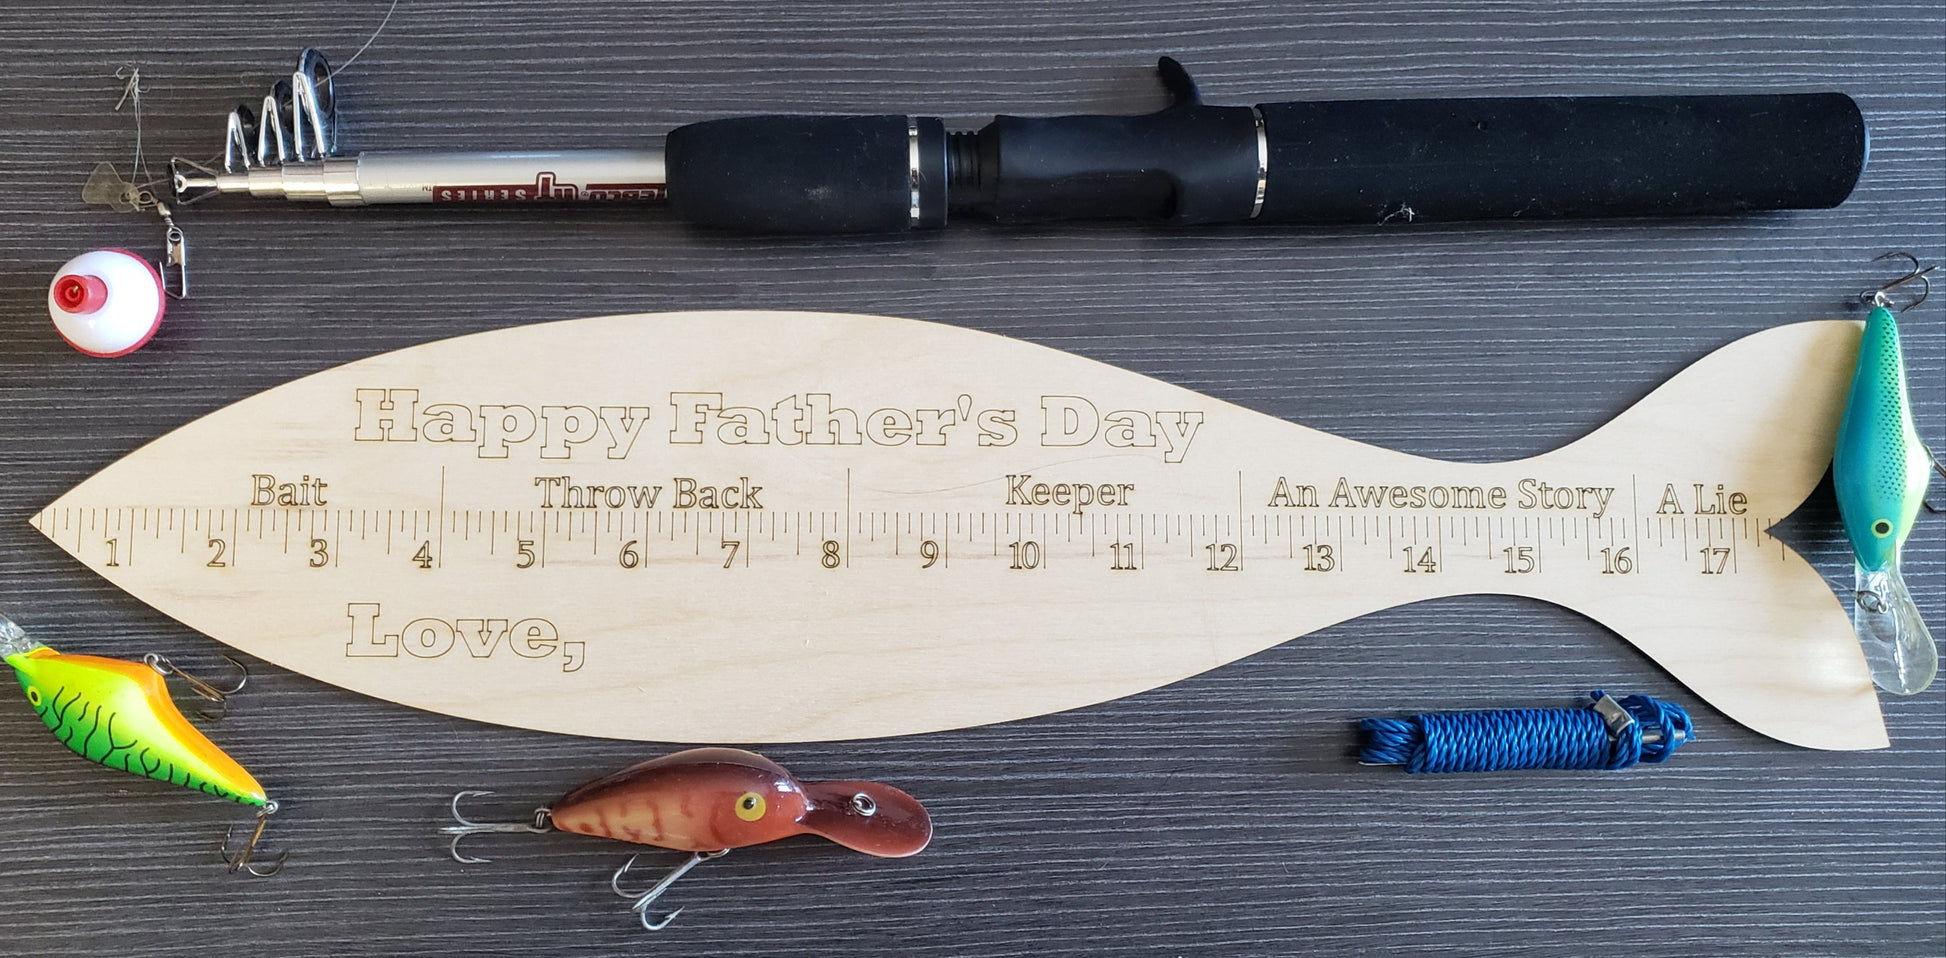 SERIES
TM
Happy Father's Day
Bait Throw Back Keeper An Awesome Story A Lie
1 2 3 4 5 6 7 8 9 10 11 12 13 14 15 16 17
Love,